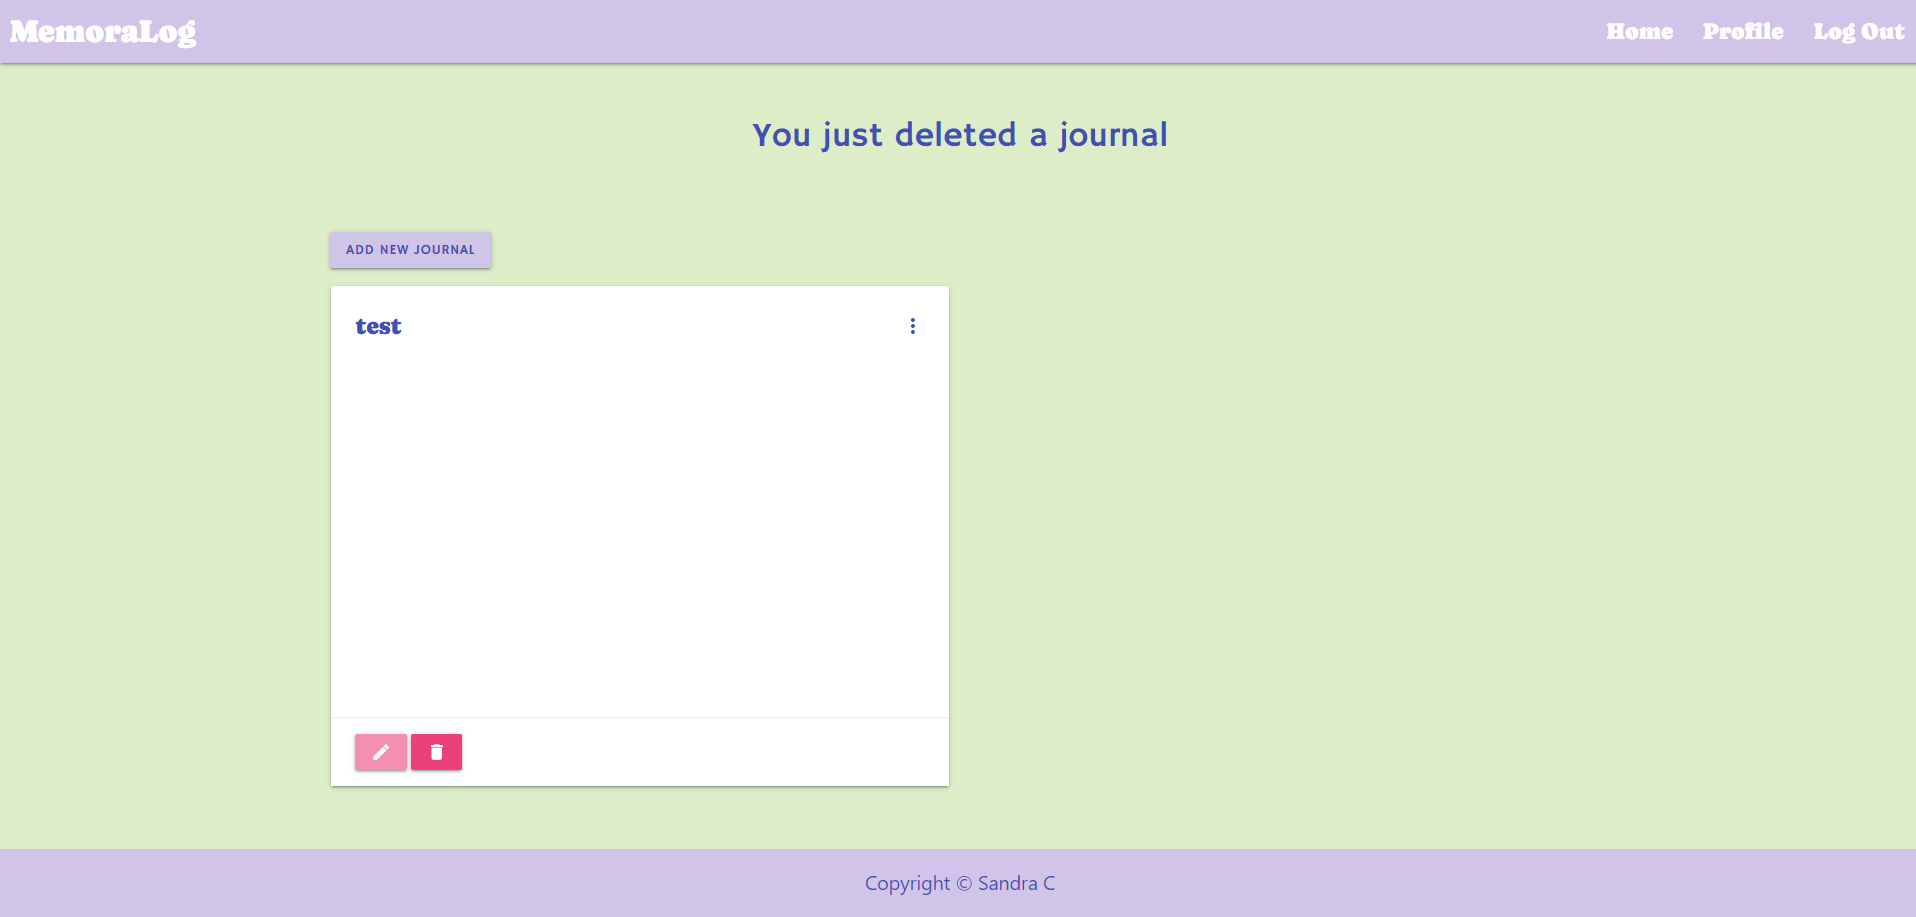 MemoraLog
Home Profile Log Out
You just deleted a journal
ADD NEW JOURNAL
test
Copyright © Sandra C